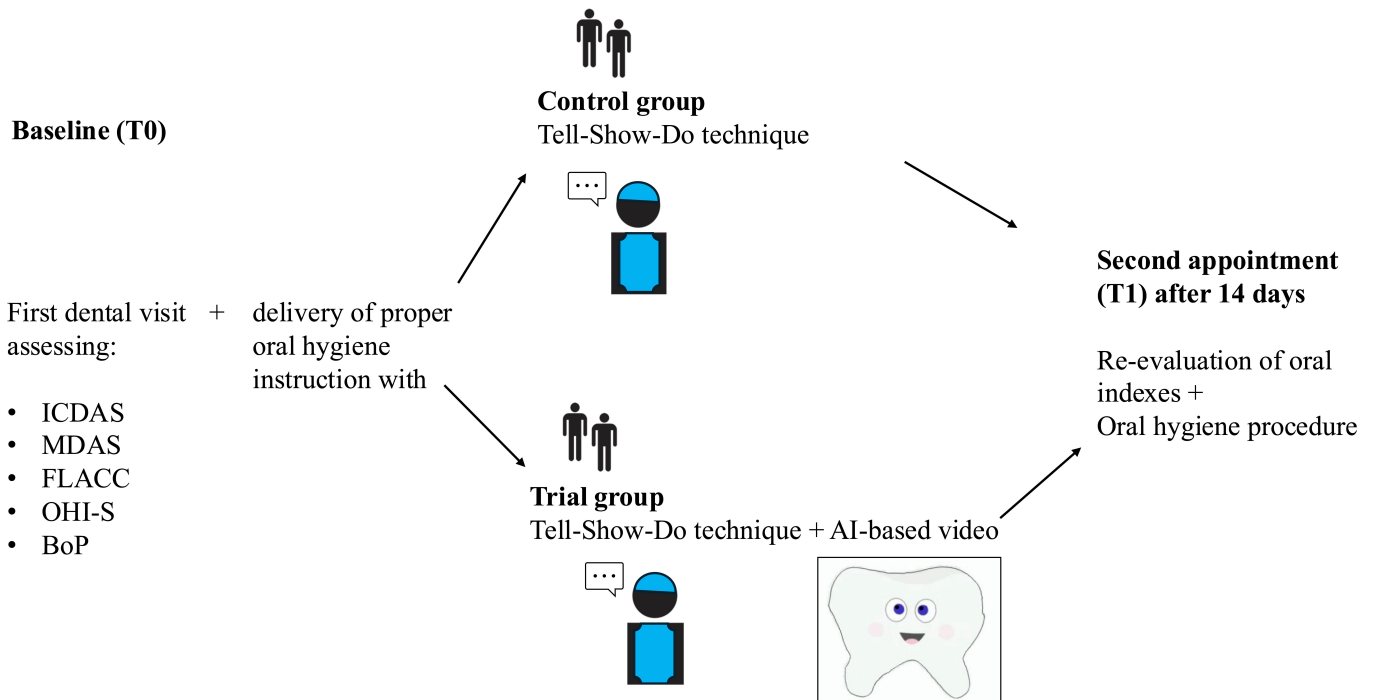 Baseline (T0)
First dental visit + delivery of proper
assessing: oral hygiene
instruction with
• ICDAS
• MDAS
• FLACC
• OHI-S
• BoP
Control group
Tell-Show-Do technique
Trial group
Tell-Show-Do technique + AI-based video
Second appointment
(T1) after 14 days
Re-evaluation of oral
indexes +
Oral hygiene procedure